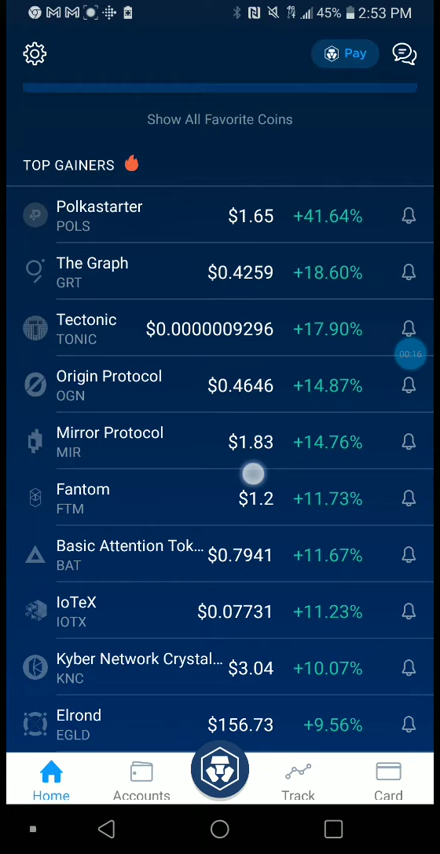 45% 2:53 PM
Pay
Show All Favorite Coins
TOP GAINERS
Polkastarter $1.65 +41.64%
POLS
The Graph $0.4259 +18.60%
GRT
Tectonic $0.0000009296 +17.90%
TONIC
00:16
Origin Protocol $0.4646 +14.87%
OGN
Mirror Protocol $1.83 +14.76%
MIR
Fantom $1.2 +11.73%
FTM
Basic Attention Tok... $0.7941 +11.67%
BAT
IoTeX $0.07731 +11.23%
IOTX
Kyber Network Crystal... $3.04 +10.07%
KNC
Elrond $156.73 +9.56%
EGLD
Home Accounts Track Card